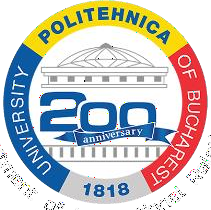 UNIVERSITY
POLITEHNICA
OF BUCHAREST
200
anniversary
1818